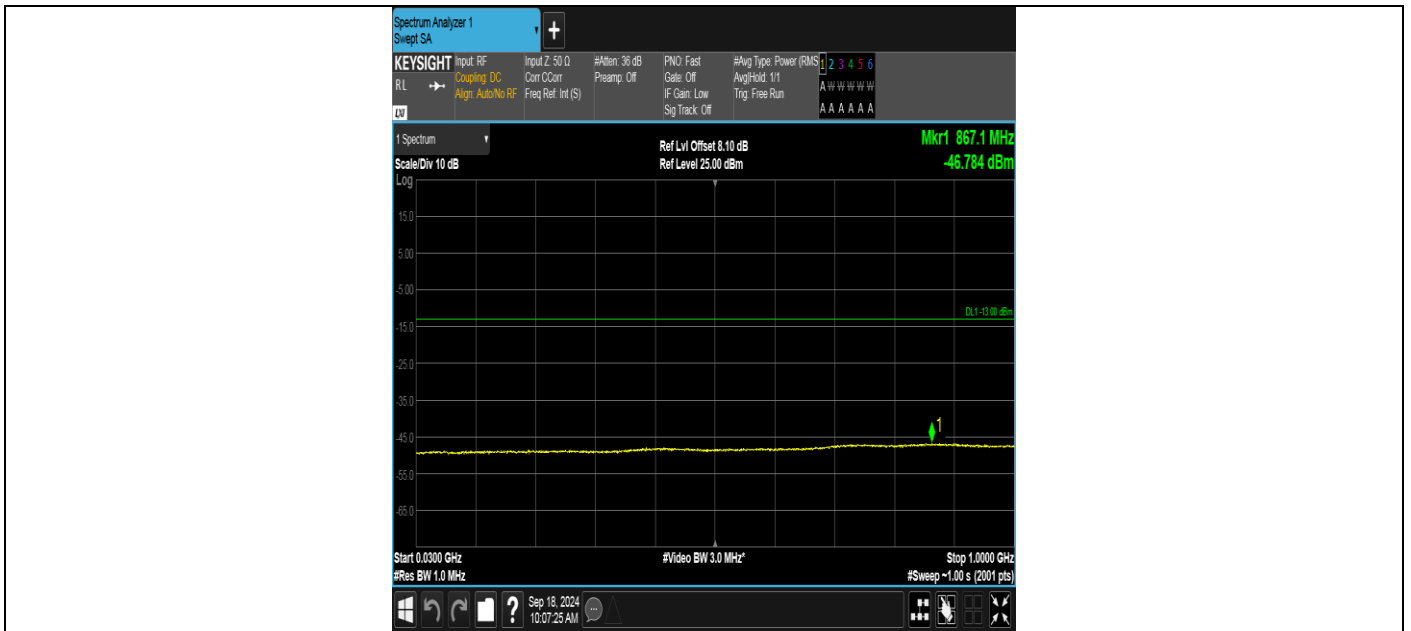 Spectrum Analyzer 1
Swept SA
+
KEYSIGHT
RL
LXI
Input: RF
Coupling: DC
Align: Auto/No RF
Input Z: 50 Ω
Corr CCorr
Freq Ref: Int (S)
#Atten: 36 dB
Preamp: Off
PNO: Fast
Gate: Off
IF Gain: Low
Sig Track: Off
#Avg Type: Power (RMS
Avg|Hold: 1/1
Trig: Free Run
1 2 3 4 5 6
A W W W W W
A A A A A A
1 Spectrum
Scale/Div 10 dB
Ref Lvl Offset 8.10 dB
Ref Level 25.00 dBm
Mkr1 867.1 MHz
-46.784 dBm
Log
15.0
5.00
-5.00
DL1 -13.00 dBm
-15.0
-25.0
-35.0
1
-45.0
-55.0
-65.0
Start 0.0300 GHz
#Res BW 1.0 MHz
#Video BW 3.0 MHz*
Stop 1.0000 GHz
#Sweep ~1.00 s (2001 pts)
?
Sep 18, 2024
10:07:25 AM